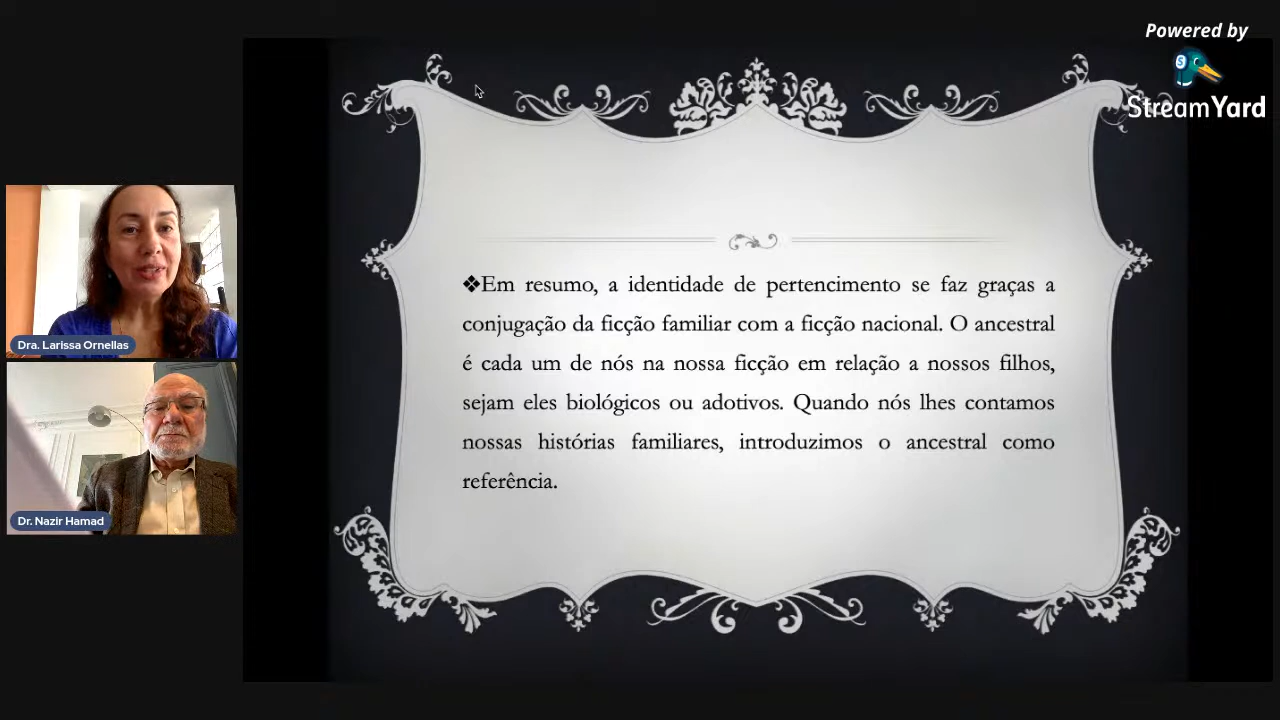 Powered by
StreamYard
Dra. Larissa Ornellas
Dr. Nazir Hamad
❖Em resumo, a identidade de pertencimento se faz graças a
conjugação da ficção familiar com a ficção nacional. O ancestral
é cada um de nós na nossa ficção em relação a nossos filhos,
sejam eles biológicos ou adotivos. Quando nós lhes contamos
nossas histórias familiares, introduzimos o ancestral como
referência.